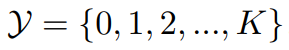 𝒴 = {0, 1, 2, ..., K}